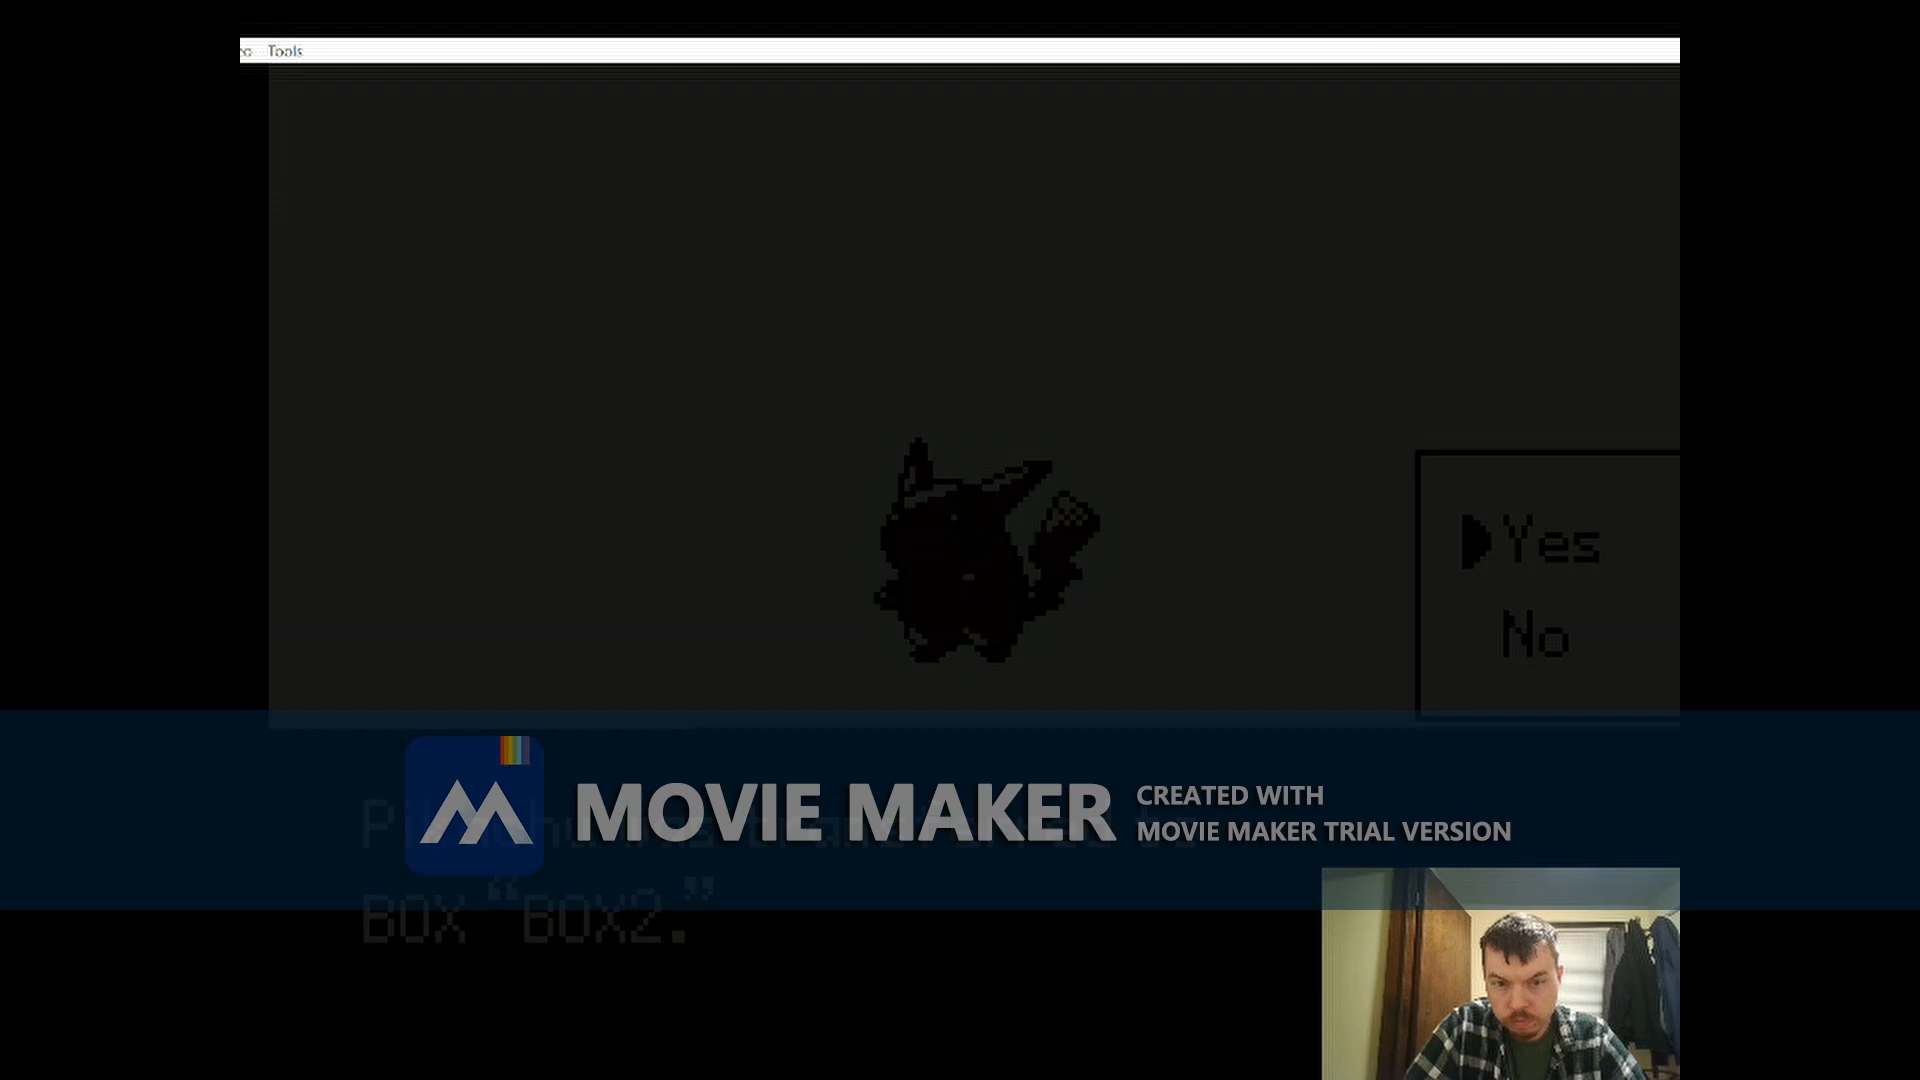 Tools
Yes
No
MOVIE MAKER
CREATED WITH
MOVIE MAKER TRIAL VERSION
BOX “BOX2.”